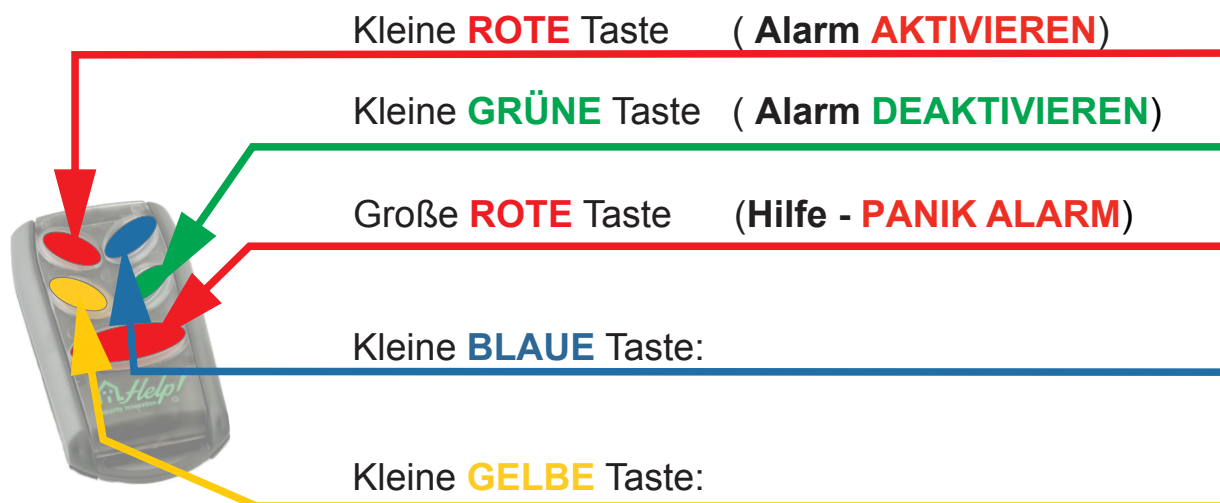 Kleine ROTE Taste ( Alarm AKTIVIEREN)
Kleine GRÜNE Taste ( Alarm DEAKTIVIEREN)
Große ROTE Taste (Hilfe - PANIK ALARM)
Kleine BLAUE Taste:
Help!
Kleine GELBE Taste: